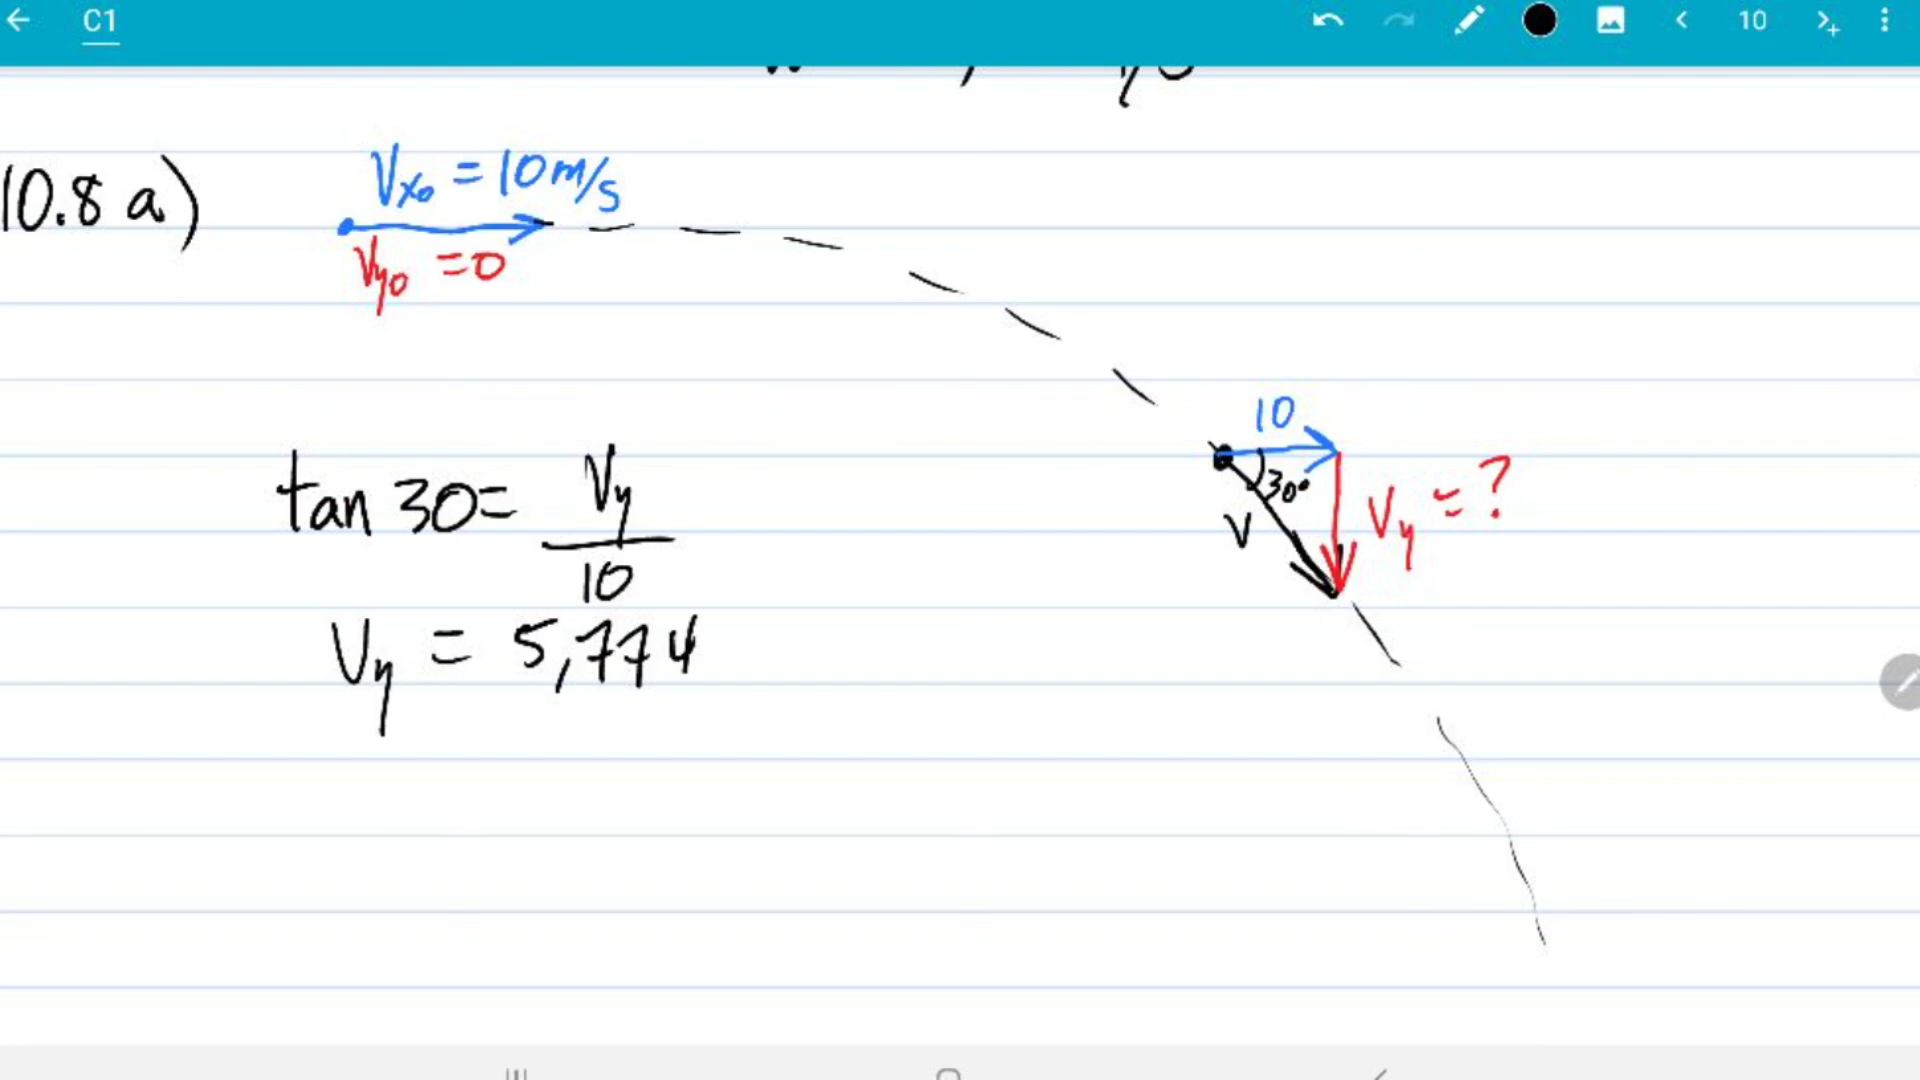 C1
10
10.8 a)
Vx₀ = 10 m/s
Vy₀ = 0
10
30°
V
Vy = ?
tan 30 = Vy
10
Vy = 5,774